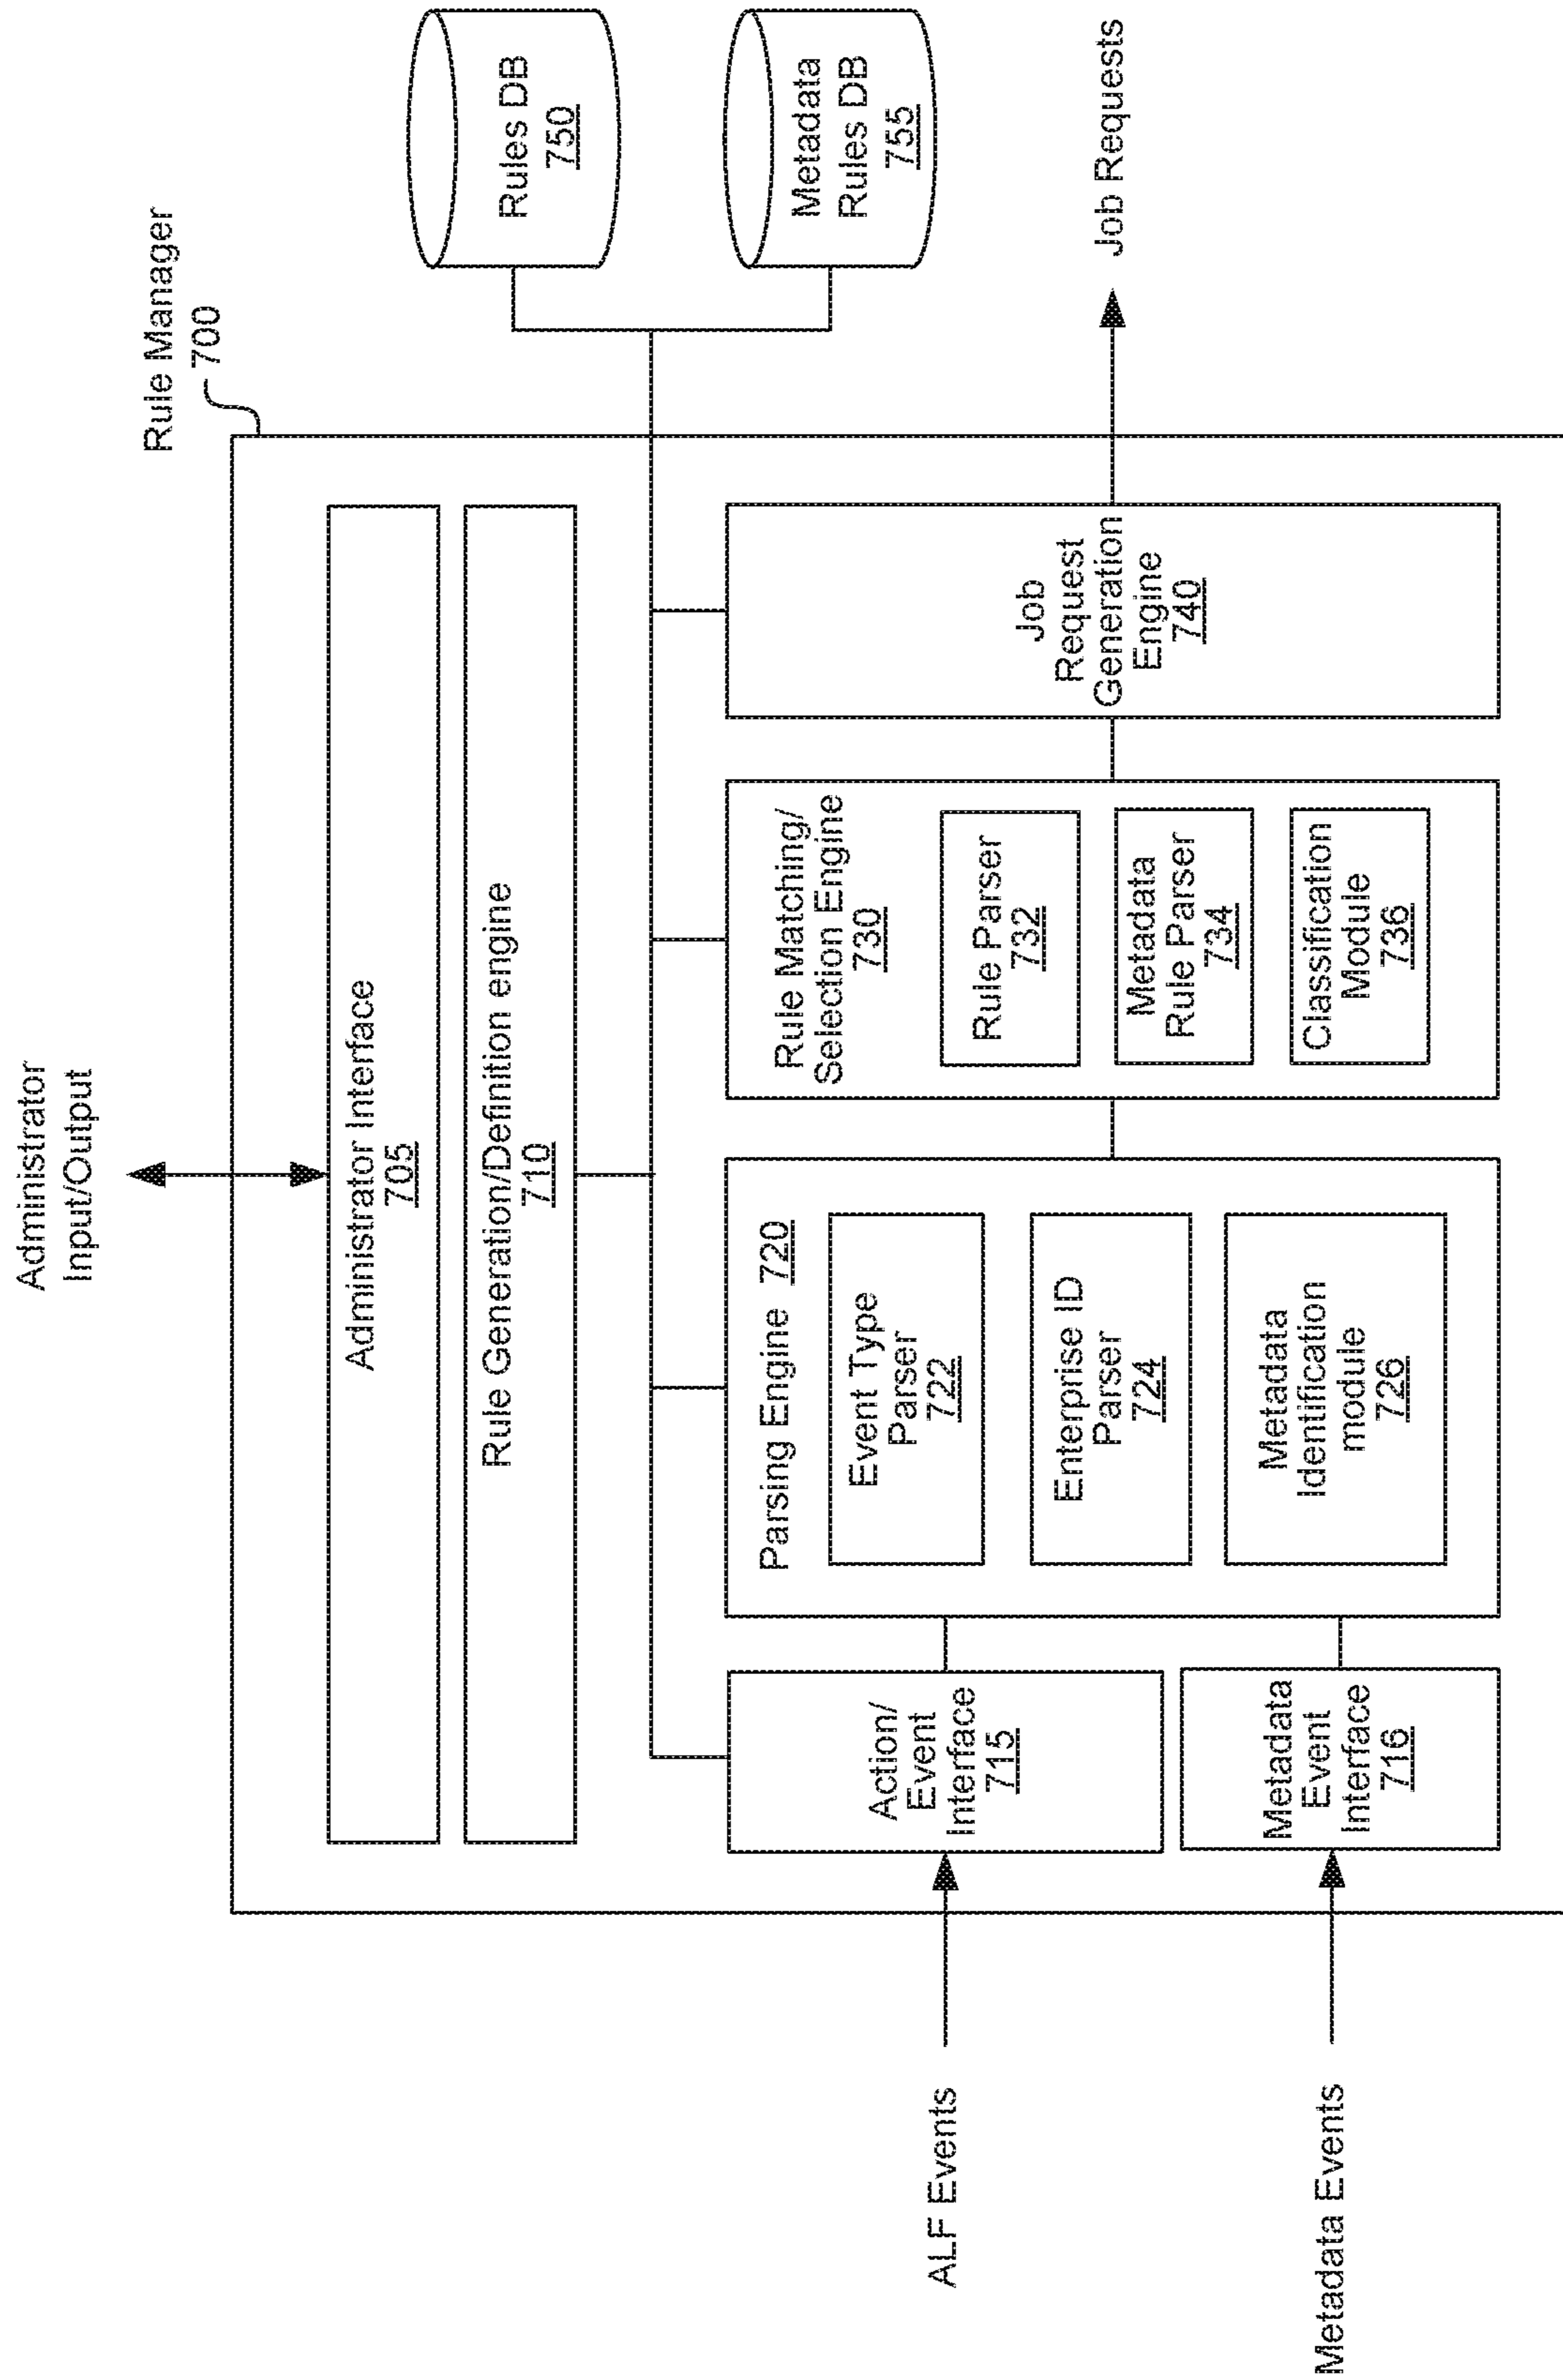 Administrator
Input/Output
Rule Manager
700
Administrator Interface
705
Rule Generation/Definition engine
710
Rules DB
750
Metadata
Rules DB
755
ALF Events
Metadata Events
Action/
Event
Interface
715
Metadata
Event
Interface
716
Parsing Engine 720
Event Type
Parser
722
Enterprise ID
Parser
724
Metadata
Identification
module
726
Rule Matching/
Selection Engine
730
Rule Parser
732
Metadata
Rule Parser
734
Classification
Module
736
Job
Request
Generation
Engine
740
Job Requests